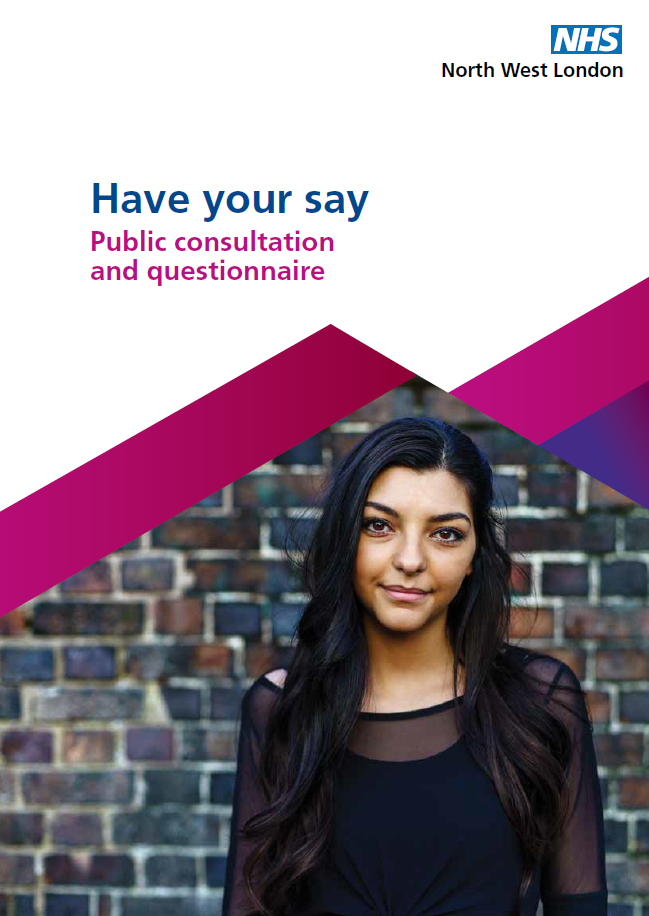 NHS
North West London
Have your say
Public consultation
and questionnaire